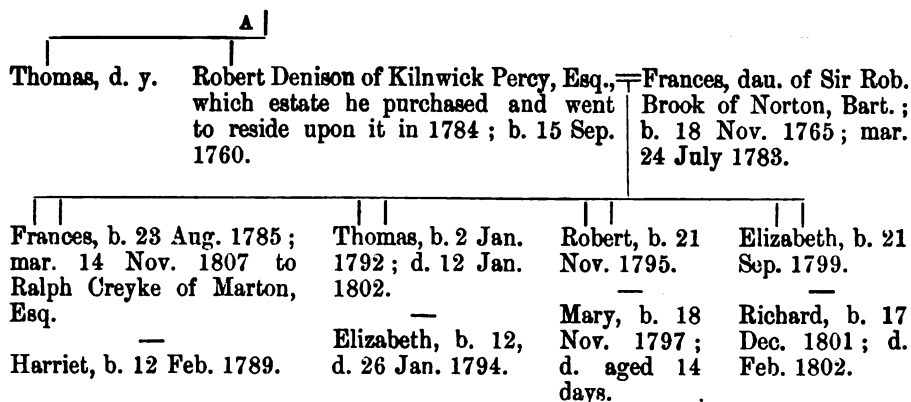 A
Thomas, d. y.
Robert Denison of Kilnwick Percy, Esq.,
which estate he purchased and went
to reside upon it in 1784 ; b. 15 Sep.
1760.
Frances, dau. of Sir Rob.
Brook of Norton, Bart. ;
b. 18 Nov. 1765 ; mar.
24 July 1783.
Frances, b. 23 Aug. 1785 ;
mar. 14 Nov. 1807 to
Ralph Creyke of Marton,
Esq.
Harriet, b. 12 Feb. 1789.
Thomas, b. 2 Jan.
1792 ; d. 12 Jan.
1802.
Elizabeth, b. 12,
d. 26 Jan. 1794.
Robert, b. 21
Nov. 1795.
Mary, b. 18
Nov. 1797 ;
d. aged 14
days.
Elizabeth, b. 21
Sep. 1799.
Richard, b. 17
Dec. 1801 ; d.
Feb. 1802.